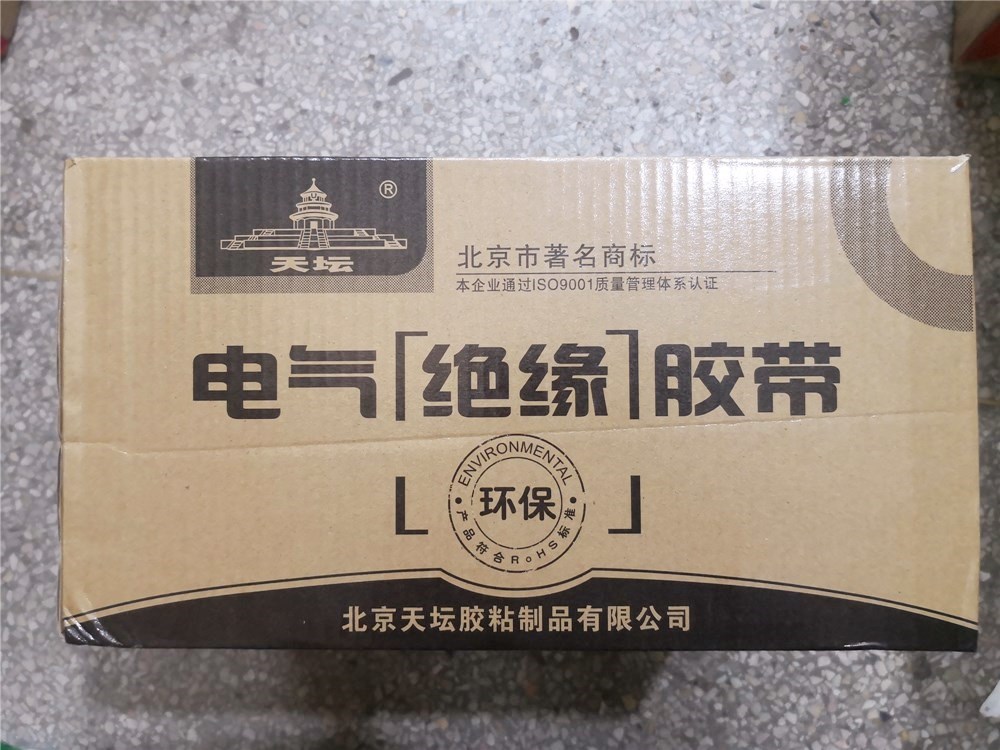 ®
天坛
北京市著名商标
本企业通过ISO9001质量管理体系认证
电气[绝缘]胶带
ENVIRONMENTAL
[环保]
产品符合RoHS标准
北京天坛胶粘制品有限公司